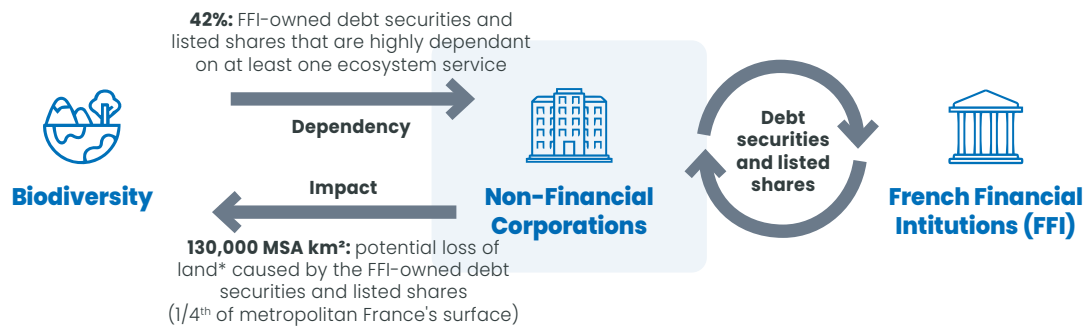 42%: FFI-owned debt securities and
listed shares that are highly dependant
on at least one ecosystem service
Dependency
Impact
Biodiversity
Non-Financial
Corporations
Debt
securities
and listed
shares
French Financial
Intitutions (FFI)
130,000 MSA km²: potential loss of
land* caused by the FFI-owned debt
securities and listed shares
(1/4ᵗʰ of metropolitan France's surface)